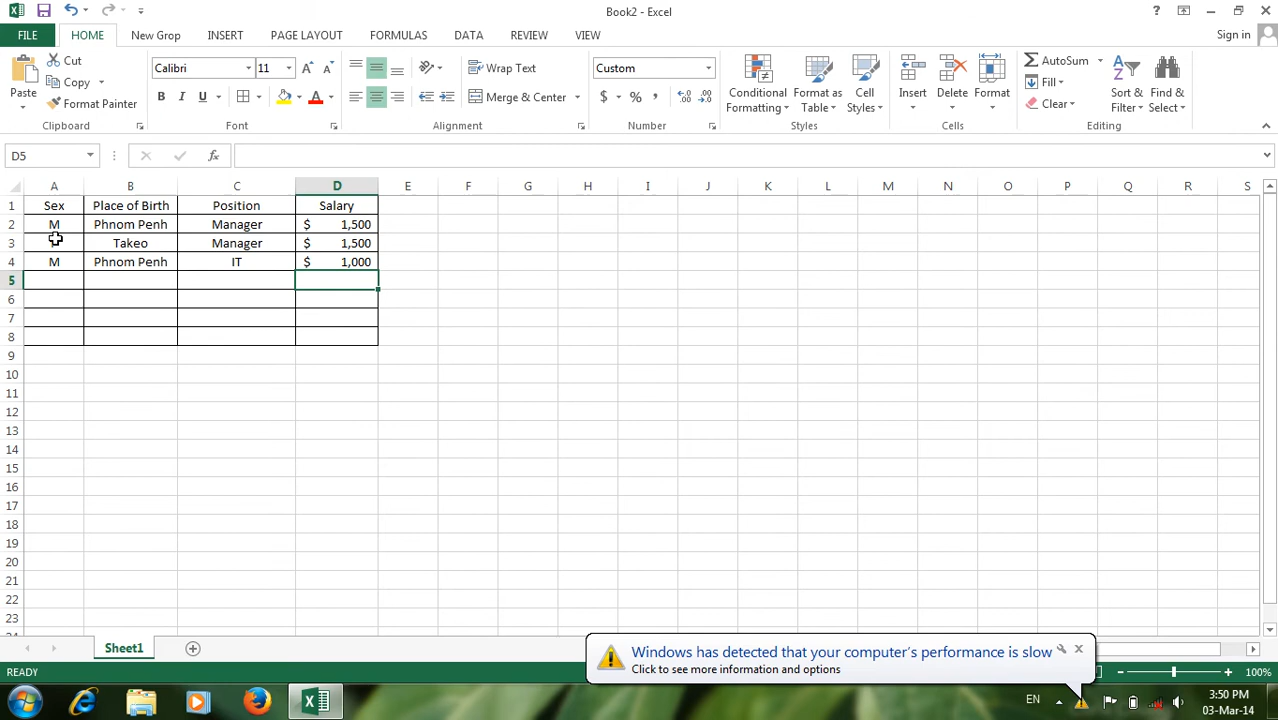 Book2 - Excel
?
FILE
HOME
New Grop
INSERT
PAGE LAYOUT
FORMULAS
DATA
REVIEW
VIEW
Sign in
Paste
Cut
Copy
Format Painter
Clipboard
Calibri
11
B I U
Font
Wrap Text
Merge & Center
Alignment
Custom
$ % ,
Number
Conditional Formatting
Format as Table
Cell Styles
Styles
Insert
Delete
Format
Cells
AutoSum
Fill
Clear
Sort & Filter
Find & Select
Editing
D5
fx
A B C D E F G H I J K L M N O P Q R S
1 Sex Place of Birth Position Salary
2 M Phnom Penh Manager $ 1,500
3 Takeo Manager $ 1,500
4 M Phnom Penh IT $ 1,000
5
6
7
8
9
10
11
12
13
14
15
16
17
18
19
20
21
22
23
Sheet1
Windows has detected that your computer's performance is slow
Click to see more information and options
READY
100%
EN
3:50 PM
03-Mar-14